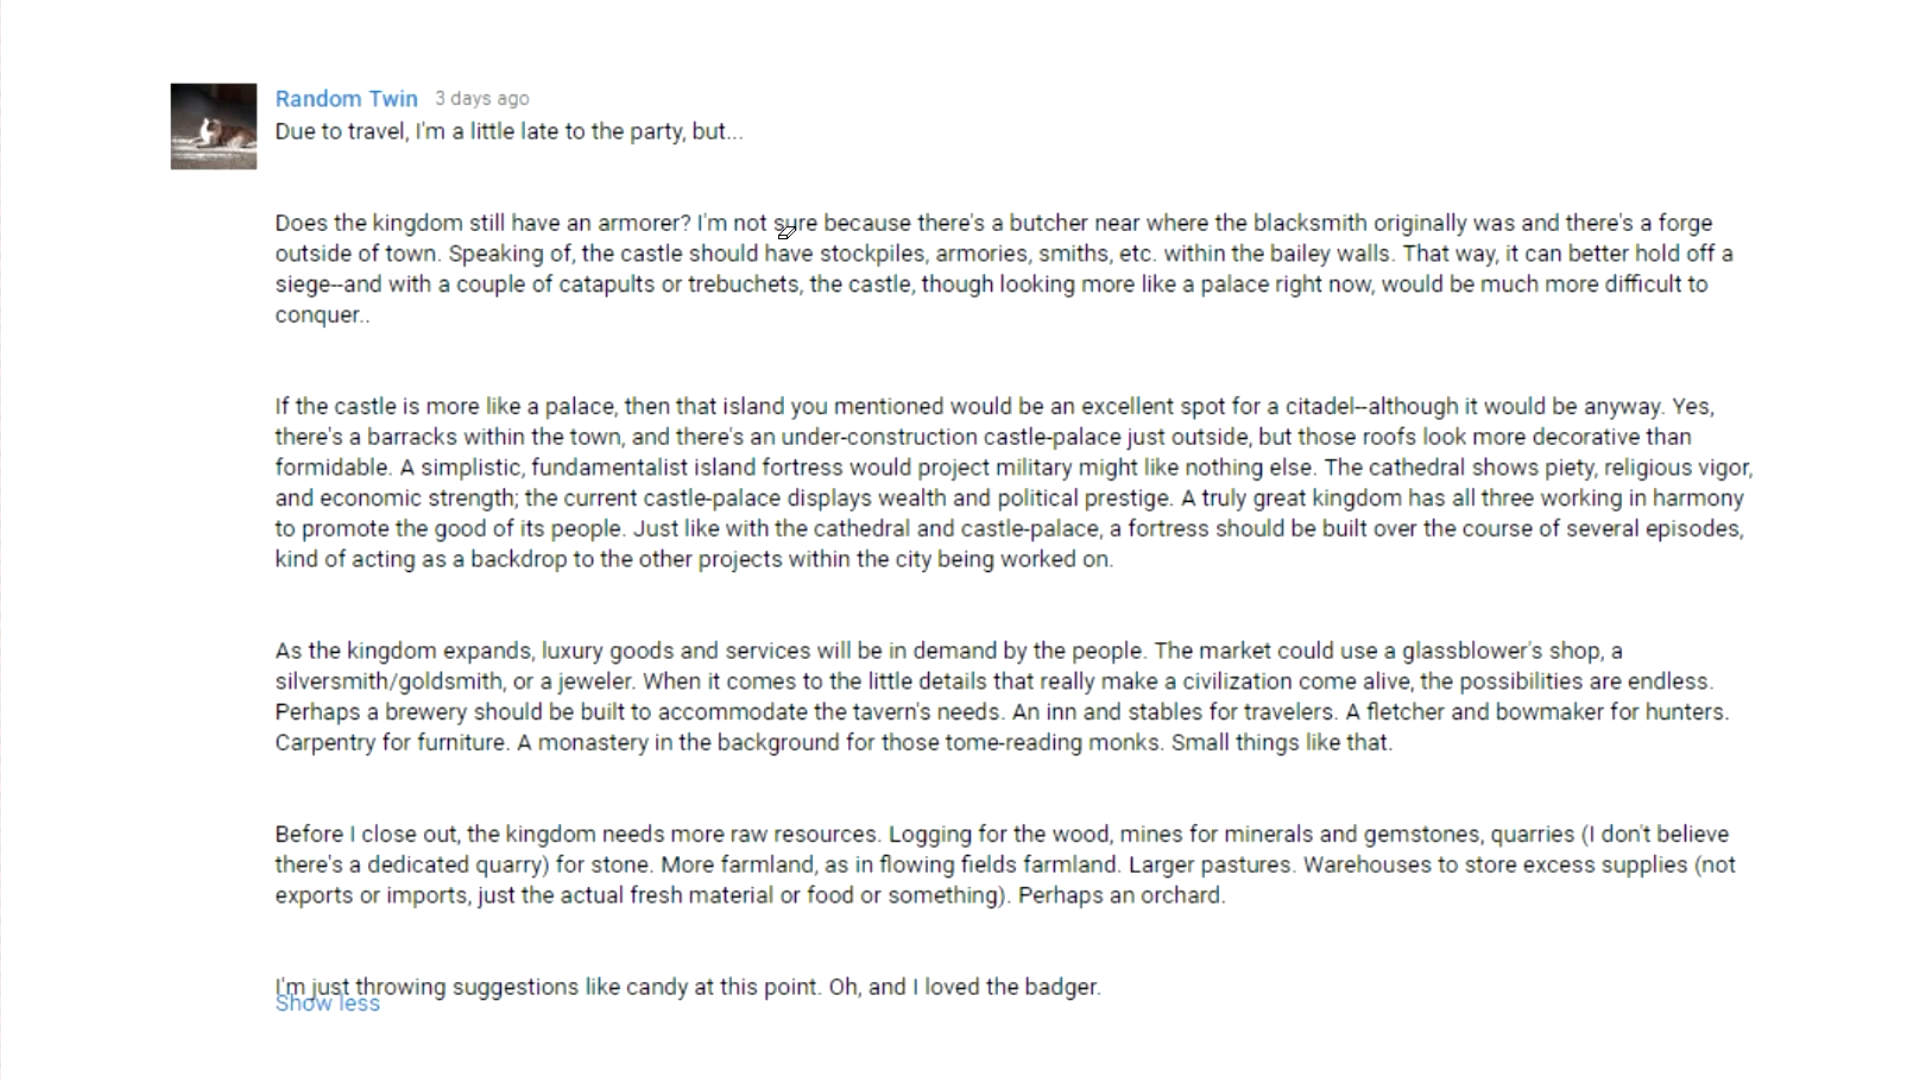 Random Twin 3 days ago
Due to travel, I'm a little late to the party, but...
Does the kingdom still have an armorer? I'm not sure because there's a butcher near where the blacksmith originally was and there's a forge
outside of town. Speaking of, the castle should have stockpiles, armories, smiths, etc. within the bailey walls. That way, it can better hold off a
siege--and with a couple of catapults or trebuchets, the castle, though looking more like a palace right now, would be much more difficult to
conquer..
If the castle is more like a palace, then that island you mentioned would be an excellent spot for a citadel--although it would be anyway. Yes,
there's a barracks within the town, and there's an under-construction castle-palace just outside, but those roofs look more decorative than
formidable. A simplistic, fundamentalist island fortress would project military might like nothing else. The cathedral shows piety, religious vigor,
and economic strength; the current castle-palace displays wealth and political prestige. A truly great kingdom has all three working in harmony
to promote the good of its people. Just like with the cathedral and castle-palace, a fortress should be built over the course of several episodes,
kind of acting as a backdrop to the other projects within the city being worked on.
As the kingdom expands, luxury goods and services will be in demand by the people. The market could use a glassblower's shop, a
silversmith/goldsmith, or a jeweler. When it comes to the little details that really make a civilization come alive, the possibilities are endless.
Perhaps a brewery should be built to accommodate the tavern's needs. An inn and stables for travelers. A fletcher and bowmaker for hunters.
Carpentry for furniture. A monastery in the background for those tome-reading monks. Small things like that.
Before I close out, the kingdom needs more raw resources. Logging for the wood, mines for minerals and gemstones, quarries (I don't believe
there's a dedicated quarry) for stone. More farmland, as in flowing fields farmland. Larger pastures. Warehouses to store excess supplies (not
exports or imports, just the actual fresh material or food or something). Perhaps an orchard.
I'm just throwing suggestions like candy at this point. Oh, and I loved the badger.
Show less